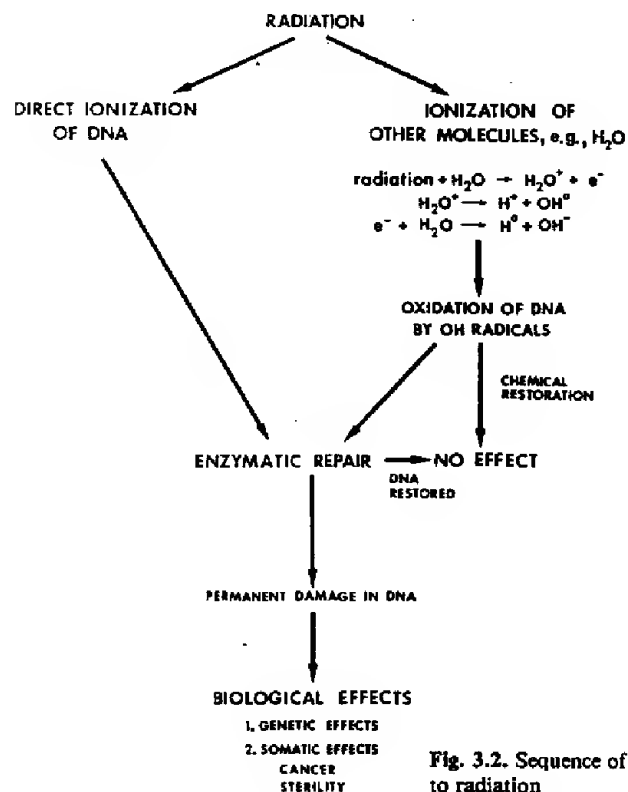 RADIATION
DIRECT IONIZATION
OF DNA
IONIZATION OF
OTHER MOLECULES, e.g., H₂O
radiation + H₂O → H₂O⁺ + e⁻
H₂O⁺ → H⁺ + OH⁰
e⁻ + H₂O → H⁰ + OH⁻
OXIDATION OF DNA
BY OH RADICALS
CHEMICAL
RESTORATION
ENZYMATIC REPAIR → NO EFFECT
DNA
RESTORED
PERMANENT DAMAGE IN DNA
BIOLOGICAL EFFECTS
1. GENETIC EFFECTS
2. SOMATIC EFFECTS
CANCER
STERILITY
Fig. 3.2. Sequence of
to radiation